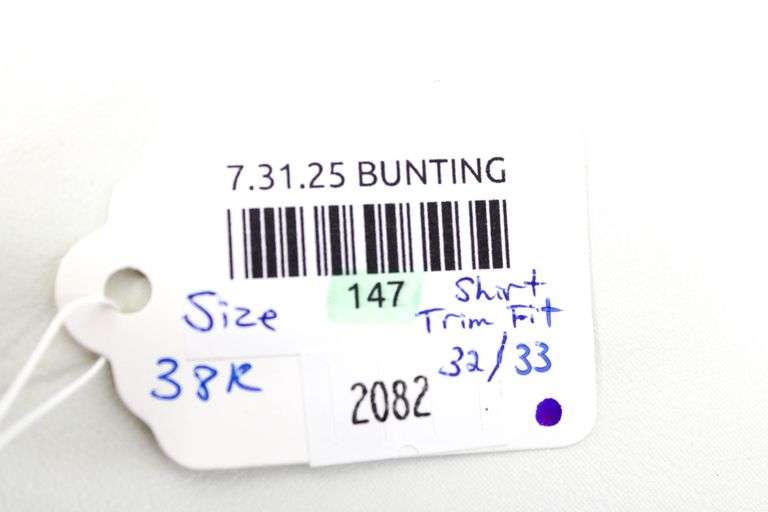 7.31.25 BUNTING
147
Size
38R
Shirt
Trim Fit
32/33
2082